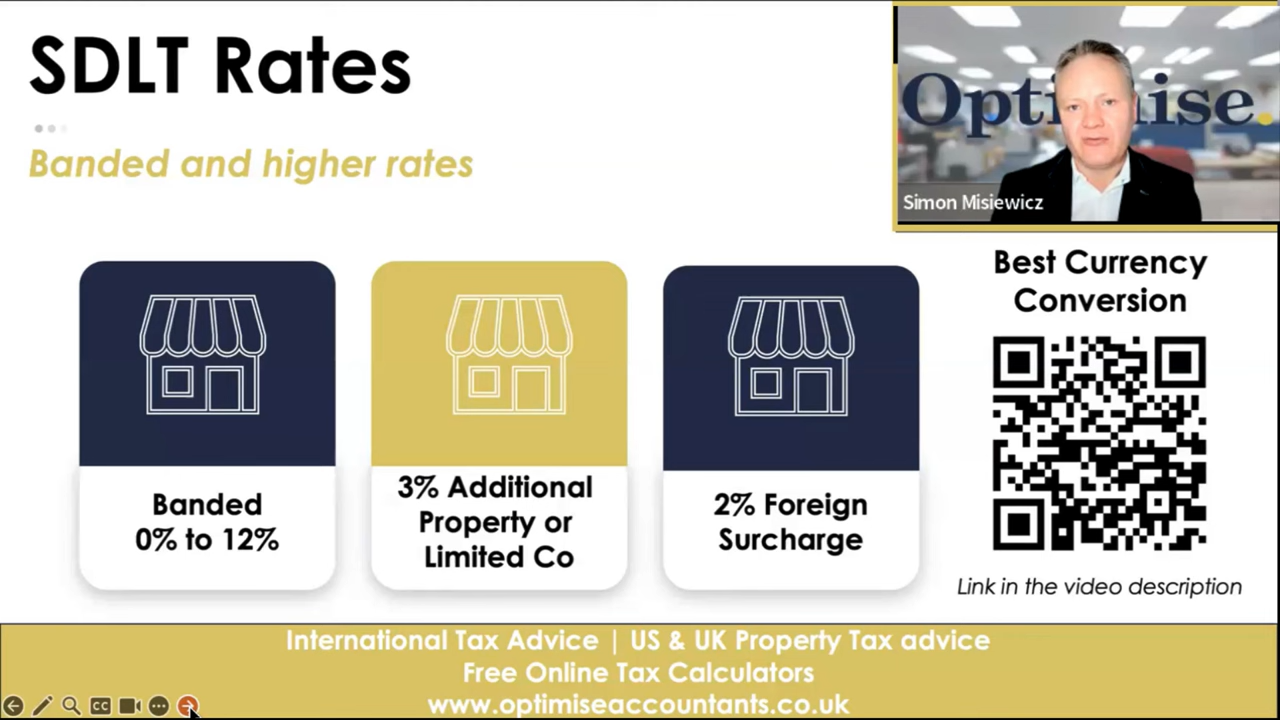 SDLT Rates
Banded and higher rates
Optimise.
Simon Misiewicz
Best Currency
Conversion
Banded
0% to 12%
3% Additional
Property or
Limited Co
2% Foreign
Surcharge
Link in the video description
International Tax Advice | US & UK Property Tax advice
Free Online Tax Calculators
www.optimiseaccountants.co.uk
CC